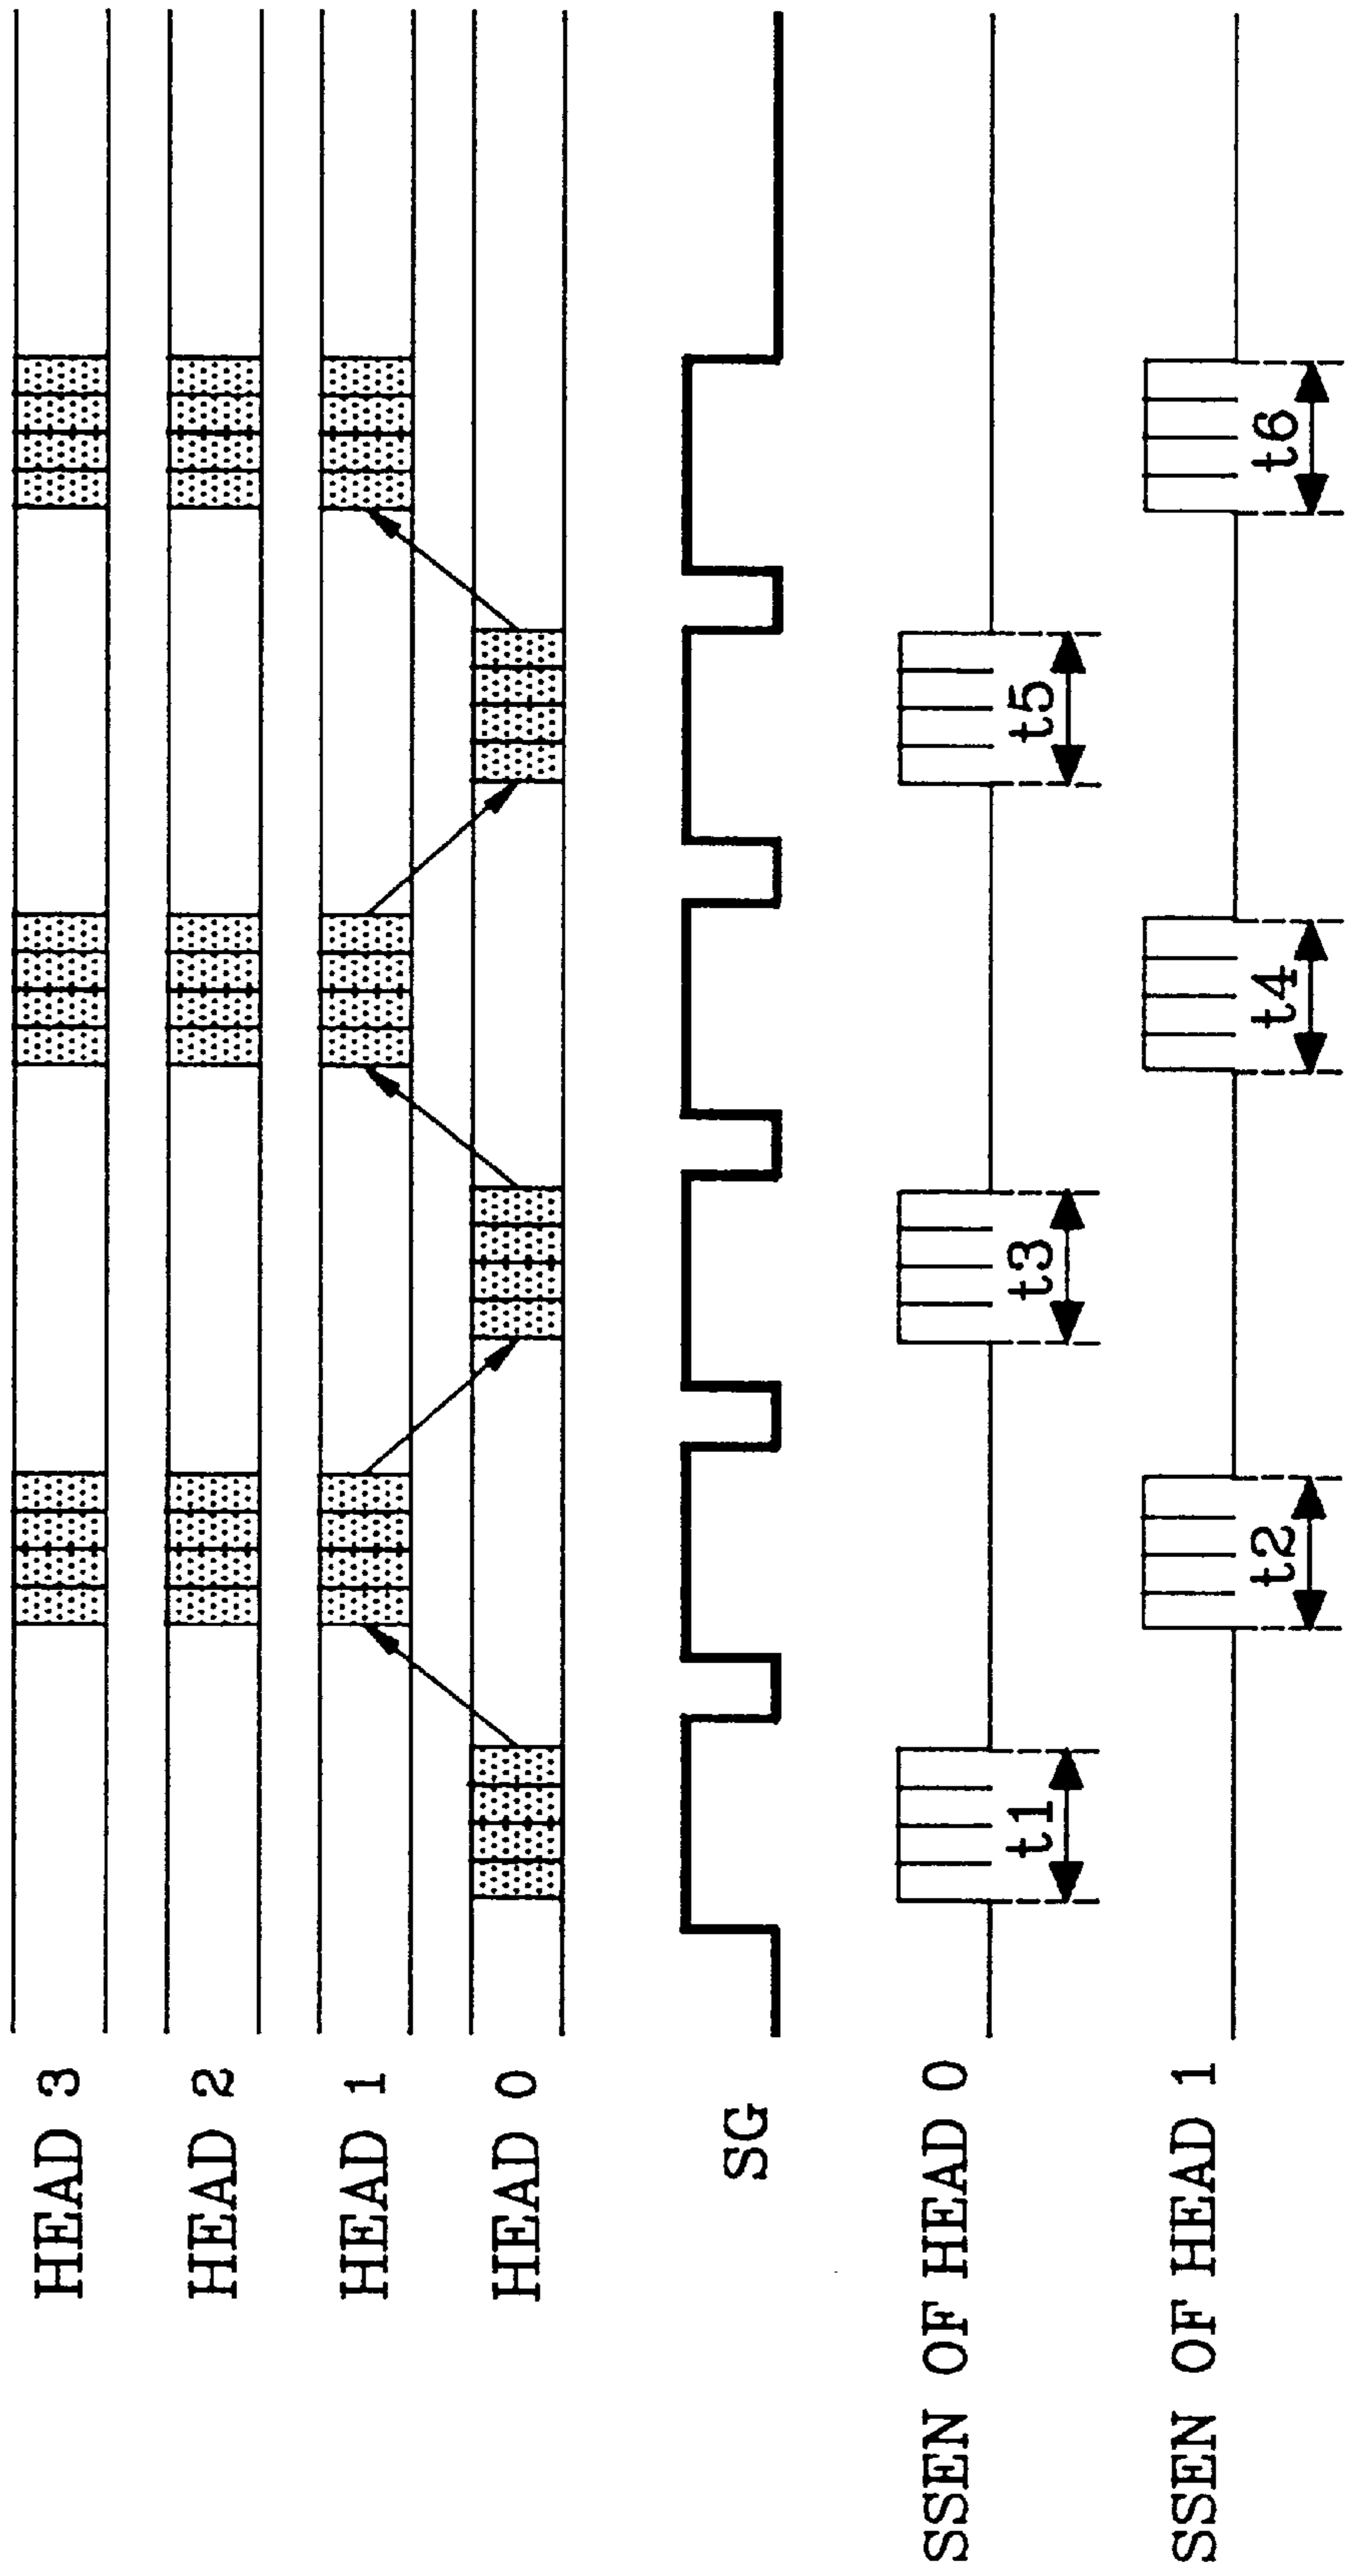 HEAD 3
HEAD 2
HEAD 1
HEAD 0
SG
SSEN OF HEAD 0
t1
t3
t5
SSEN OF HEAD 1
t2
t4
t6